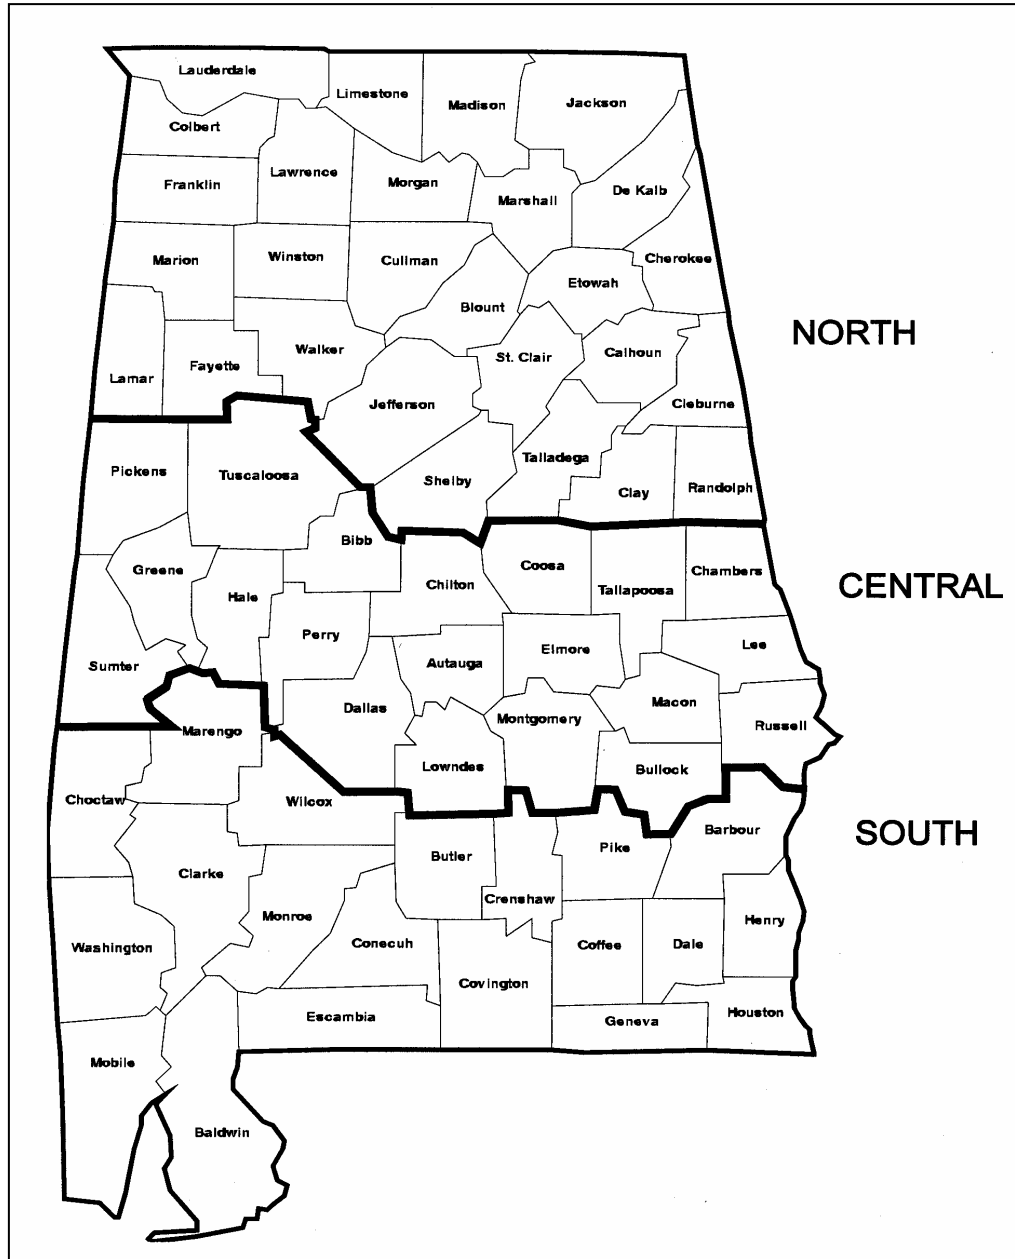 Lauderdale
Limestone
Madison
Jackson
Colbert
Lawrence
Franklin
Morgan
Marshall
De Kalb
Marion
Winston
Cullman
Cherokee
Etowah
Blount
NORTH
Walker
St. Clair
Calhoun
Fayette
Lamar
Jefferson
Cleburne
Pickens
Tuscaloosa
Shelby
Talladega
Clay
Randolph
Bibb
Greene
Coosa
Chambers
CENTRAL
Hale
Chilton
Tallapoosa
Perry
Elmore
Lee
Sumter
Autauga
Dallas
Macon
Montgomery
Russell
Marengo
Lowndes
Bullock
Choctaw
Wilcox
Barbour
SOUTH
Butler
Pike
Clarke
Crenshaw
Monroe
Henry
Washington
Conecuh
Coffee
Dale
Covington
Escambia
Geneva
Houston
Mobile
Baldwin